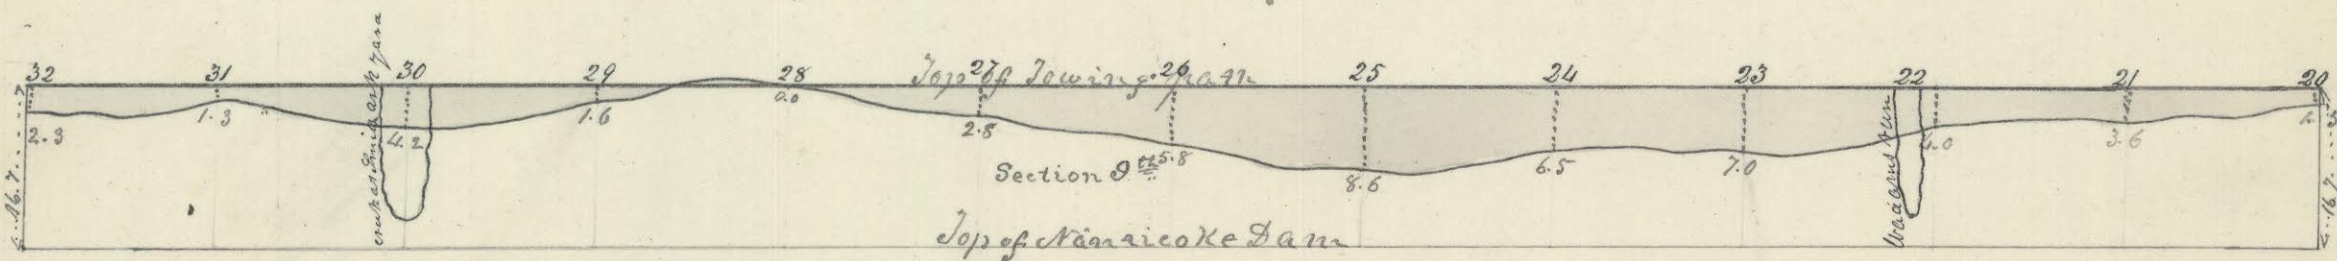 32 31 30 29 28 27 26 25 24 23 22 21 20
Top of Towing path
2.3 1.3 4.2 1.6 0.0 2.8 5.8 8.6 6.5 7.0 4.0 3.6
Section 9th
16.7 16.7
Top of Nanticoke Dam